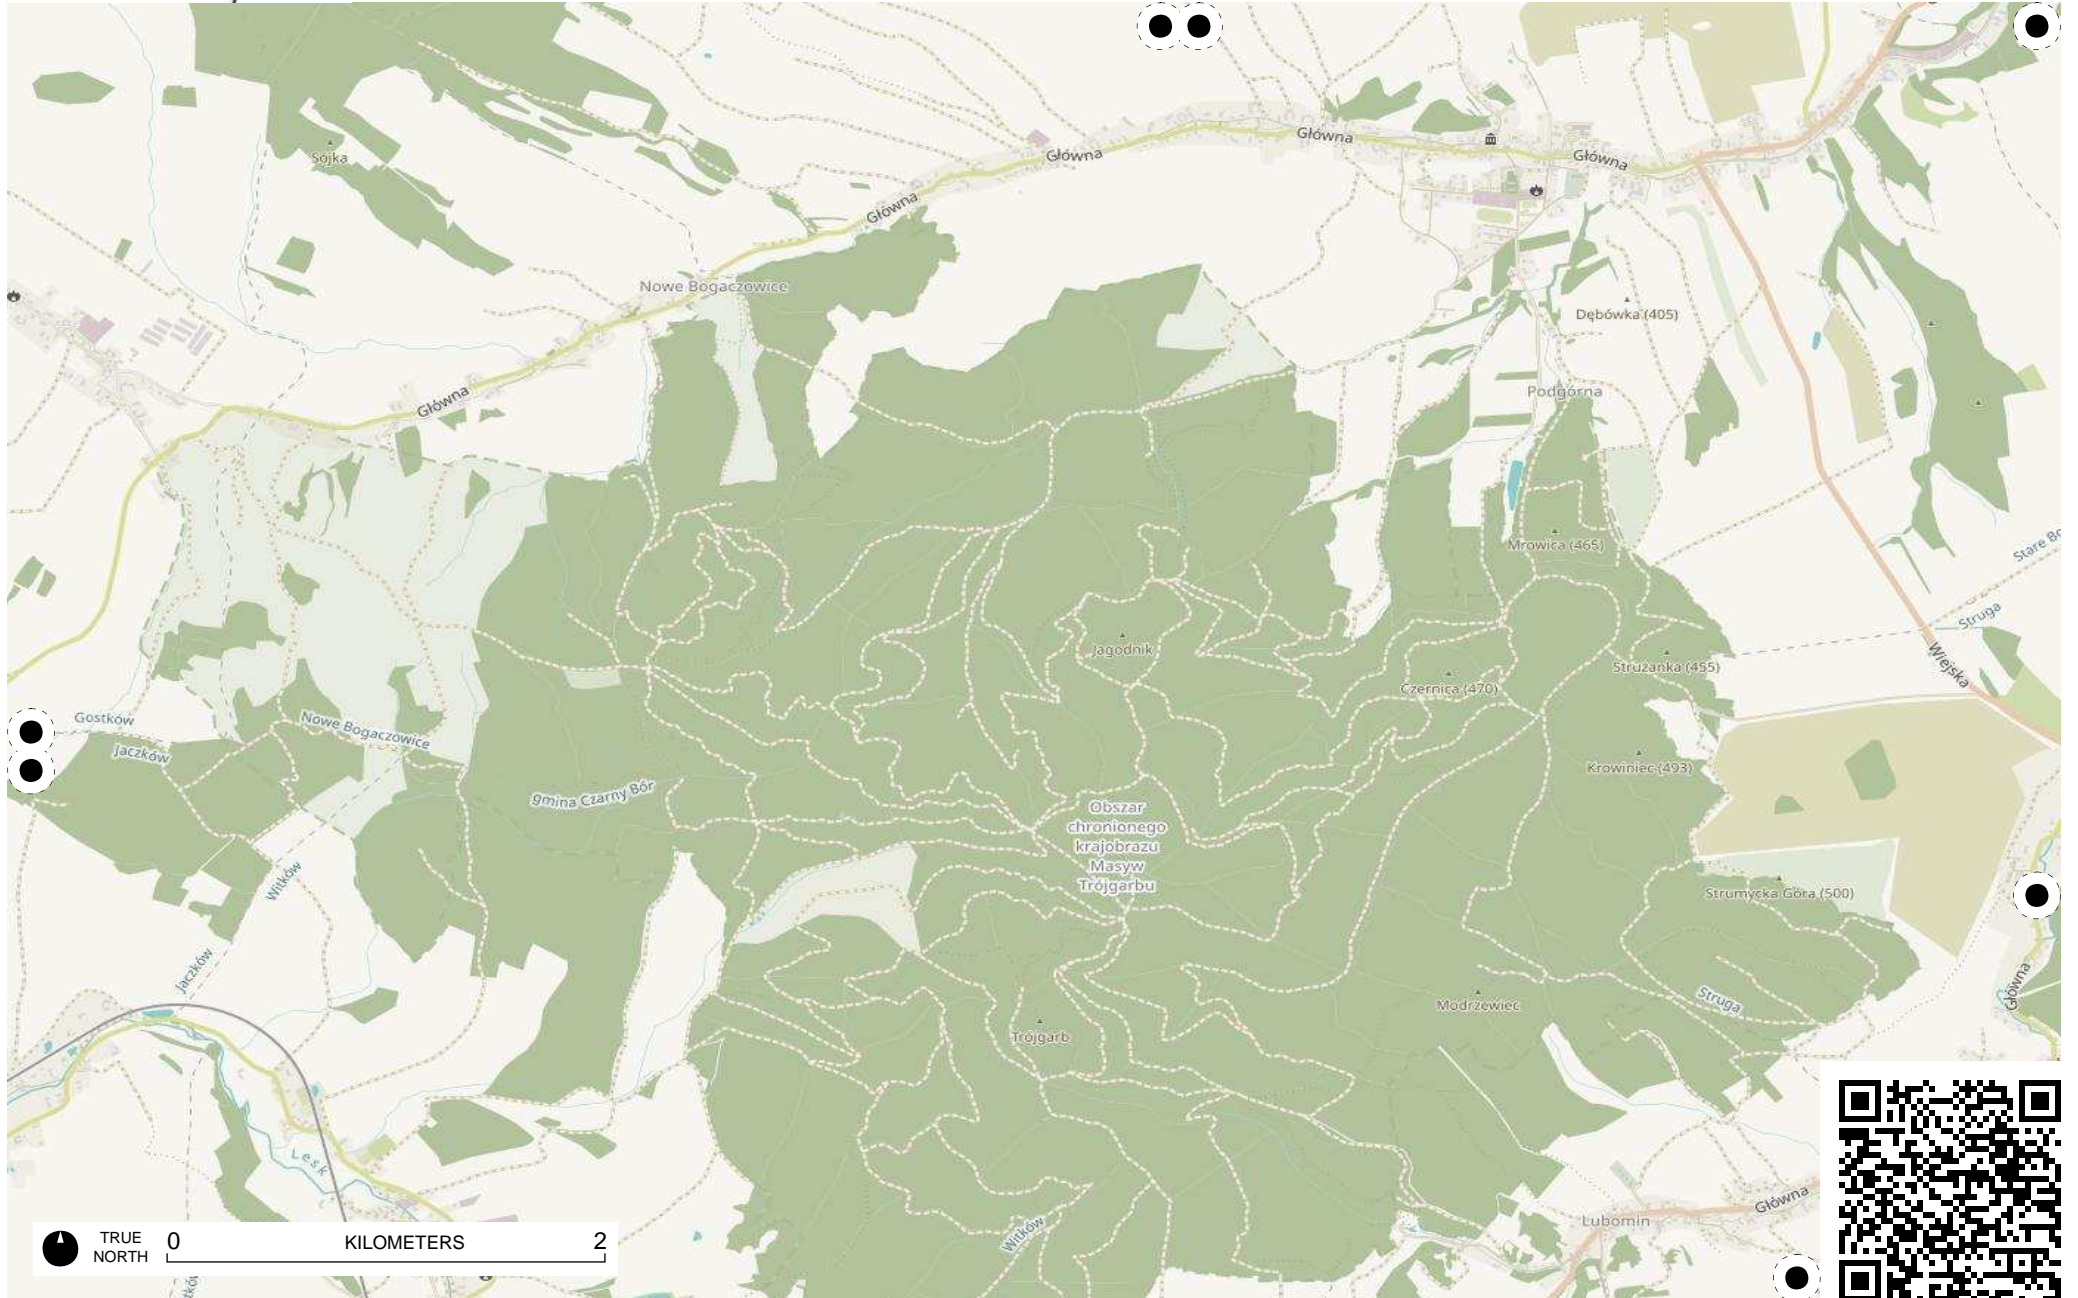 Główna
Główna
Główna
Główna
Sójka
Nowe Bogaczowice
Dębówka (405)
Podgórna
Główna
Mrowica (465)
Stare Bo
Struga
Jagodnik
Wiejska
Strużanka (455)
Czernica (470)
Gostków
Nowe Bogaczowice
Jaczków
Krowiniec (493)
gmina Czarny Bór
Obszar
chronionego
krajobrazu
Masyw
Trójgarbu
Witków
Strumycka Góra (500)
Jaczków
Główna
Modrzewiec
Struga
Trójgarb
Lesk
Główna
Lubomin
Witków
TRUE
NORTH
0 KILOMETERS 2